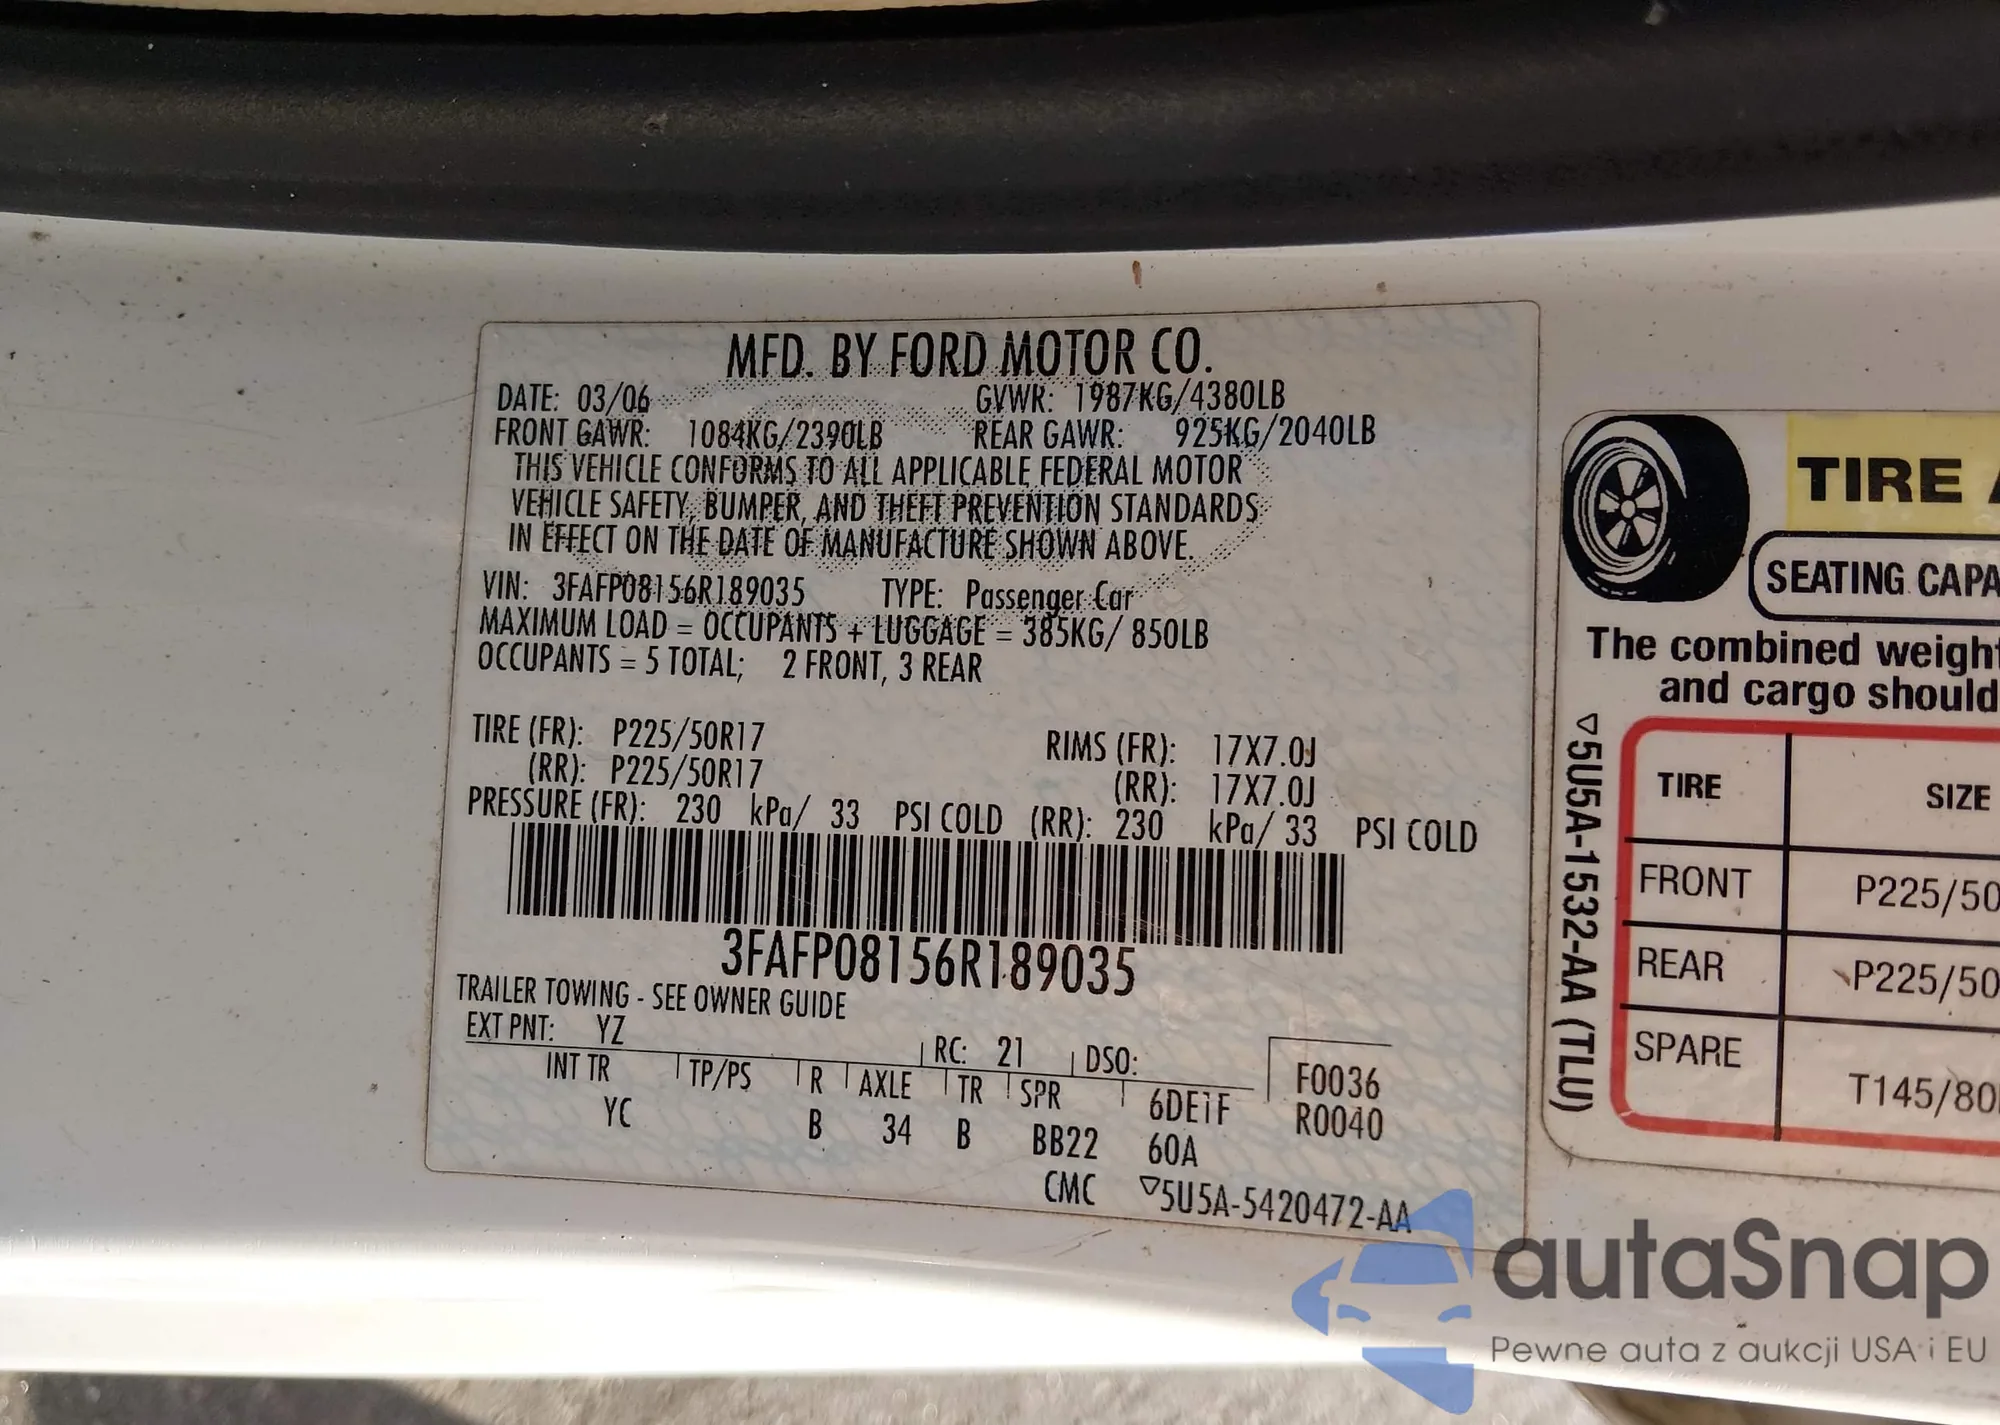 MFD. BY FORD MOTOR CO.
DATE: 03/06 GVWR: 1987KG/4380LB
FRONT GAWR: 1084KG/2390LB REAR GAWR: 925KG/2040LB
THIS VEHICLE CONFORMS TO ALL APPLICABLE FEDERAL MOTOR
VEHICLE SAFETY, BUMPER, AND THEFT PREVENTION STANDARDS
IN EFFECT ON THE DATE OF MANUFACTURE SHOWN ABOVE.
VIN: 3FAFP08156R189035 TYPE: Passenger Car
MAXIMUM LOAD = OCCUPANTS + LUGGAGE = 385KG/ 850LB
OCCUPANTS = 5 TOTAL; 2 FRONT, 3 REAR
TIRE (FR): P225/50R17 RIMS (FR): 17X7.0J
(RR): P225/50R17 (RR): 17X7.0J
PRESSURE (FR): 230 kPa/ 33 PSI COLD (RR): 230 kPa/ 33 PSI COLD
3FAFP08156R189035
TRAILER TOWING - SEE OWNER GUIDE
EXT PNT: YZ RC: 21 DSO:
INT TR TP/PS R AXLE TR SPR 6DE1F F0036
YC B 34 B BB22 60A R0040
CMC ▽5U5A-5420472-AA
TIRE
SEATING CAPA
The combined weight
and cargo should
▽5U5A-1532-AA (TLU)
TIRE SIZE
FRONT P225/50
REAR P225/50
SPARE T145/80
autaSnap
Pewne auta z aukcji USA i EU